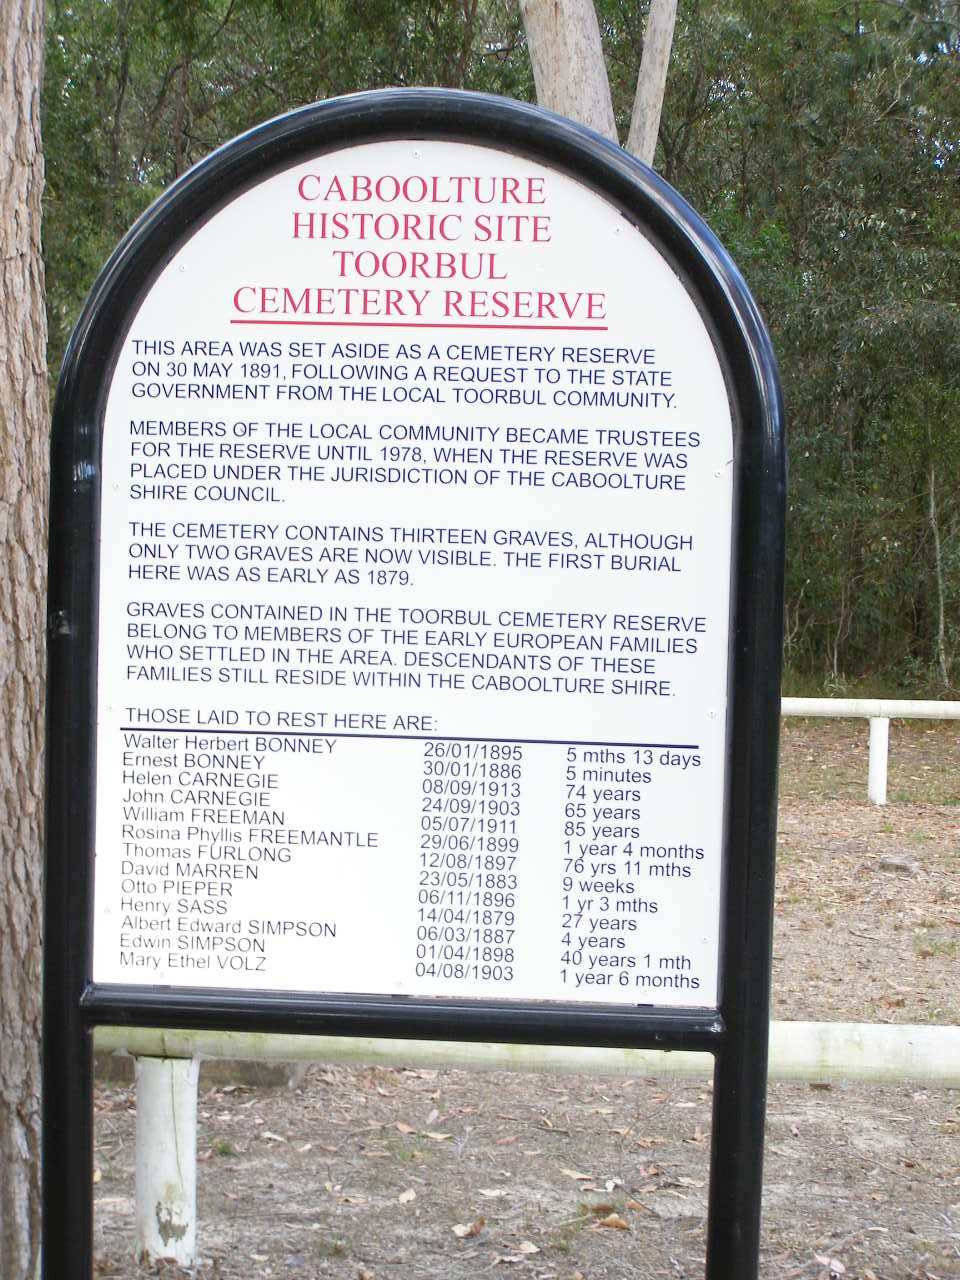 CABOOLTURE
HISTORIC SITE
TOORBUL
CEMETERY RESERVE
THIS AREA WAS SET ASIDE AS A CEMETERY RESERVE
ON 30 MAY 1891, FOLLOWING A REQUEST TO THE STATE
GOVERNMENT FROM THE LOCAL TOORBUL COMMUNITY.
MEMBERS OF THE LOCAL COMMUNITY BECAME TRUSTEES
FOR THE RESERVE UNTIL 1978, WHEN THE RESERVE WAS
PLACED UNDER THE JURISDICTION OF THE CABOOLTURE
SHIRE COUNCIL.
THE CEMETERY CONTAINS THIRTEEN GRAVES, ALTHOUGH
ONLY TWO GRAVES ARE NOW VISIBLE. THE FIRST BURIAL
HERE WAS AS EARLY AS 1879.
GRAVES CONTAINED IN THE TOORBUL CEMETERY RESERVE
BELONG TO MEMBERS OF THE EARLY EUROPEAN FAMILIES
WHO SETTLED IN THE AREA. DESCENDANTS OF THESE
FAMILIES STILL RESIDE WITHIN THE CABOOLTURE SHIRE.
THOSE LAID TO REST HERE ARE:
Walter Herbert BONNEY 26/01/1895 5 mths 13 days
Ernest BONNEY 30/01/1886 5 minutes
Helen CARNEGIE 08/09/1913 74 years
John CARNEGIE 24/09/1903 65 years
William FREEMAN 05/07/1911 85 years
Rosina Phyllis FREEMANTLE 29/06/1899 1 year 4 months
Thomas FURLONG 12/08/1897 76 yrs 11 mths
David MARREN 23/05/1883 9 weeks
Otto PIEPER 06/11/1896 1 yr 3 mths
Henry SASS 14/04/1879 27 years
Albert Edward SIMPSON 06/03/1887 4 years
Edwin SIMPSON 01/04/1898 40 years 1 mth
Mary Ethel VOLZ 04/08/1903 1 year 6 months